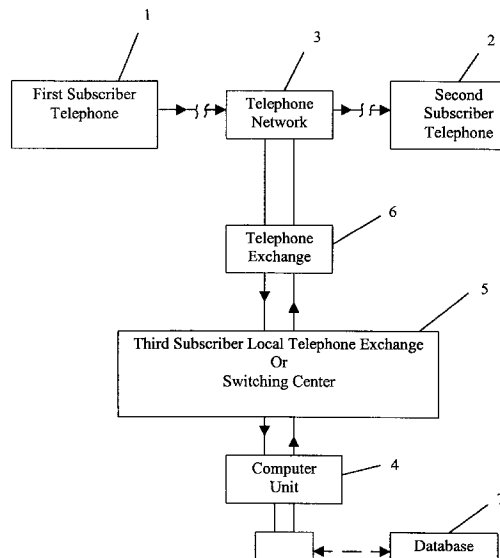 1
3
2
First Subscriber
Telephone
Telephone
Network
Second
Subscriber
Telephone
6
Telephone
Exchange
5
Third Subscriber Local Telephone Exchange
Or
Switching Center
4
Computer
Unit
7
Database